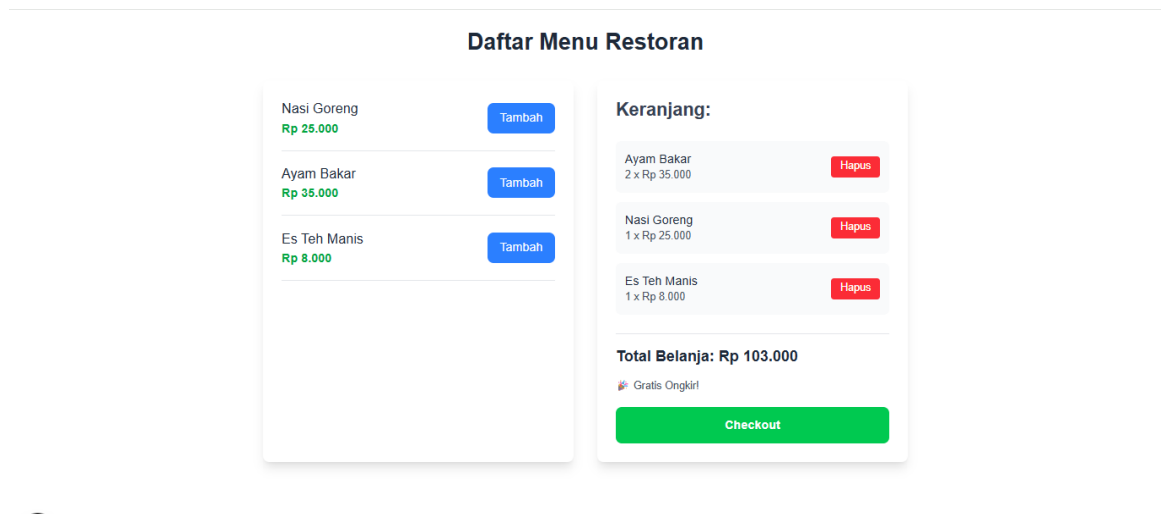 Daftar Menu Restoran
Nasi Goreng
Rp 25.000
Tambah
Ayam Bakar
Rp 35.000
Tambah
Es Teh Manis
Rp 8.000
Tambah
Keranjang:
Ayam Bakar
2 x Rp 35.000
Hapus
Nasi Goreng
1 x Rp 25.000
Hapus
Es Teh Manis
1 x Rp 8.000
Hapus
Total Belanja: Rp 103.000
🎉 Gratis Ongkir!
Checkout